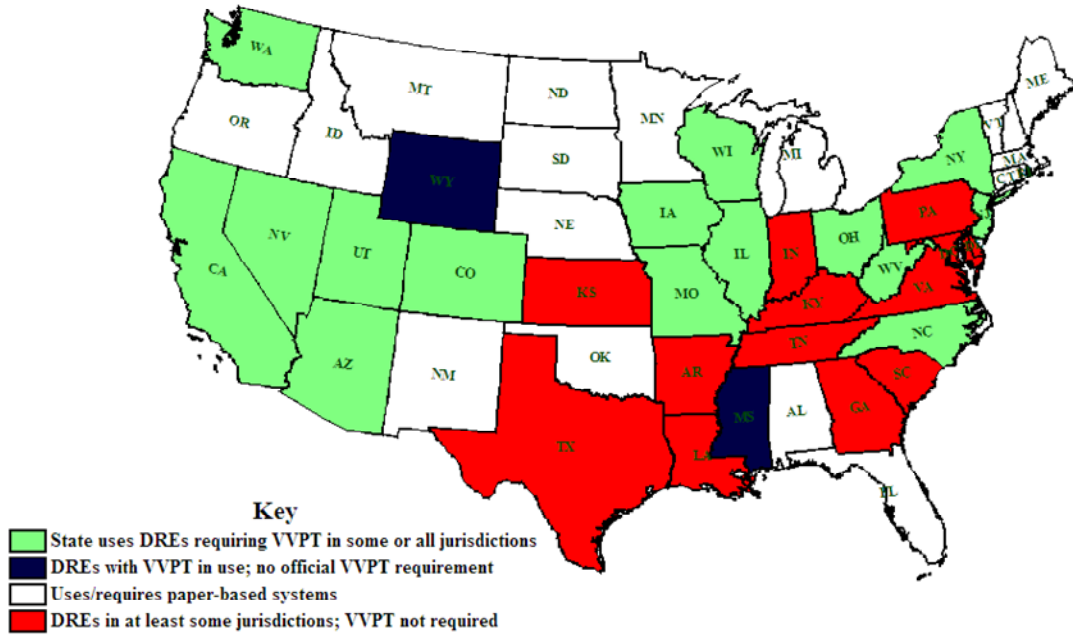 WA
MT
ND
ME
OR
ID
MN
VT
SD
WI
MI
NY
MA
WY
CT
IA
PA
NE
NJ
NV
UT
IL
IN
OH
CA
CO
WV
VA
KS
MO
KY
TN
NC
AZ
OK
NM
AR
SC
MS
AL
GA
TX
LA
FL
Key
State uses DREs requiring VVPT in some or all jurisdictions
DREs with VVPT in use; no official VVPT requirement
Uses/requires paper-based systems
DREs in at least some jurisdictions; VVPT not required